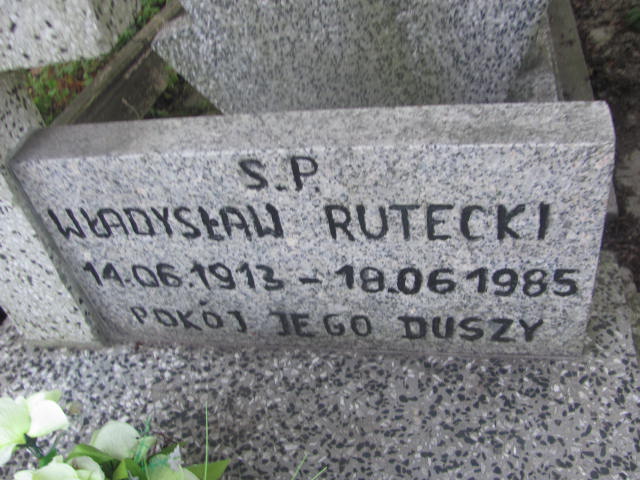 S.P.
WŁADYSŁAW RUTECKI
14.06.1913 – 18.06 1985
POKÓJ JEGO DUSZY